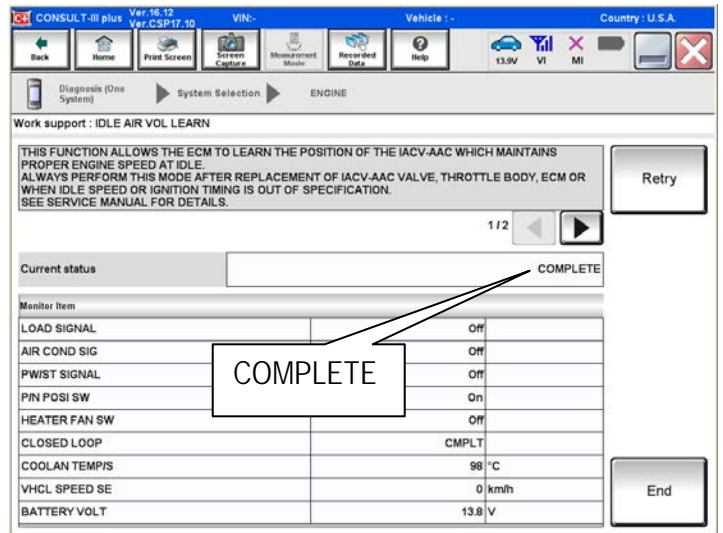 CONSULT-III plus Ver.16.12 VIN:- Vehicle : - Country : U.S.A.
Ver.CSP17.10
Back Home Print Screen Screen Capture Measurement Mode Recorded Data Help 13.9V VI MI
Diagnosis (One System) System Selection ENGINE
Work support : IDLE AIR VOL LEARN
THIS FUNCTION ALLOWS THE ECM TO LEARN THE POSITION OF THE IACV-AAC WHICH MAINTAINS
PROPER ENGINE SPEED AT IDLE.
ALWAYS PERFORM THIS MODE AFTER REPLACEMENT OF IACV-AAC VALVE, THROTTLE BODY, ECM OR
WHEN IDLE SPEED OR IGNITION TIMING IS OUT OF SPECIFICATION.
SEE SERVICE MANUAL FOR DETAILS.
Retry
1/2
Current status COMPLETE
Monitor Item
LOAD SIGNAL Off
AIR COND SIG Off
PW/ST SIGNAL Off
P/N POSI SW On
HEATER FAN SW Off
COMPLETE
CLOSED LOOP CMPLT
COOLAN TEMP/S 98 °C
VHCL SPEED SE 0 km/h
BATTERY VOLT 13.8 V
End